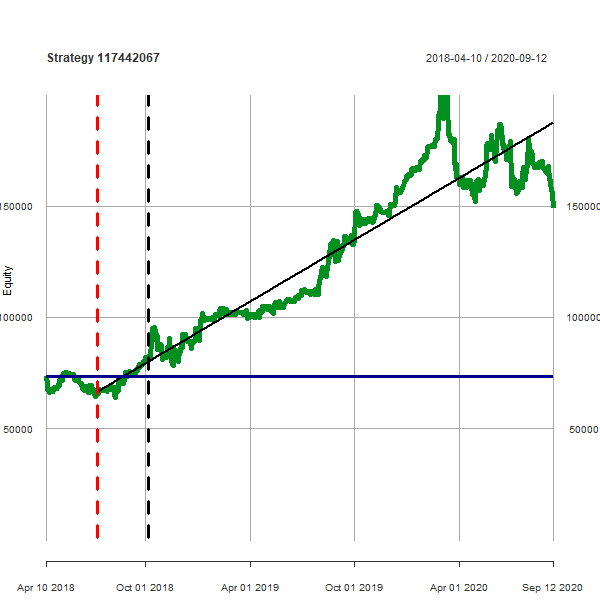 Strategy 117442067 2018-04-10 / 2020-09-12
150000 150000
Equity
100000 100000
50000 50000
Apr 10 2018 Oct 01 2018 Apr 01 2019 Oct 01 2019 Apr 01 2020 Sep 12 2020